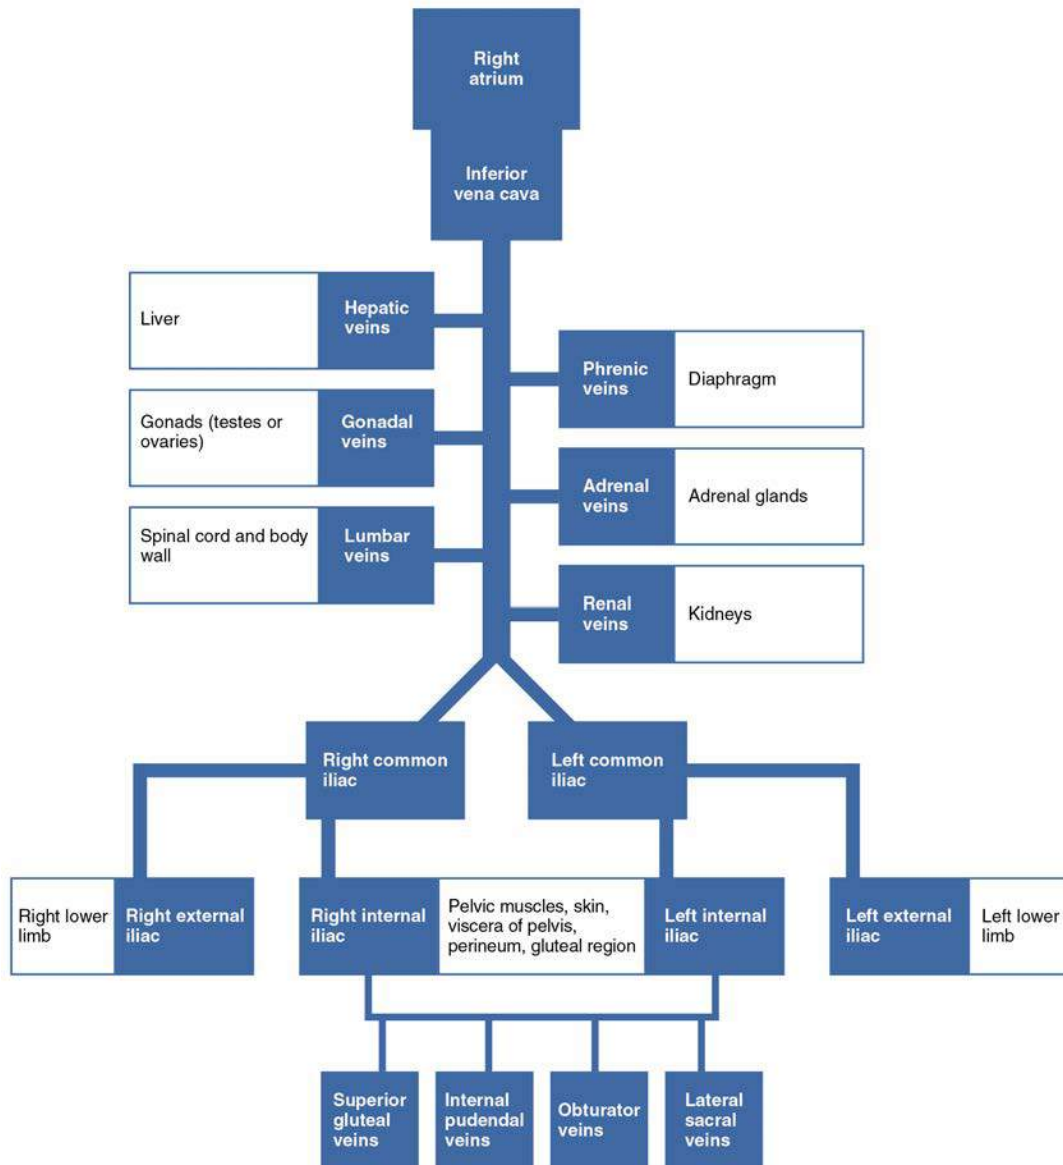 Right
atrium
Inferior
vena cava
Liver
Hepatic
veins
Phrenic
veins
Diaphragm
Gonads (testes or
ovaries)
Gonadal
veins
Adrenal
veins
Adrenal glands
Spinal cord and body
wall
Lumbar
veins
Renal
veins
Kidneys
Right common
iliac
Left common
iliac
Right lower
limb
Right external
iliac
Right internal
iliac
Pelvic muscles, skin,
viscera of pelvis,
perineum, gluteal region
Left internal
iliac
Left external
iliac
Left lower
limb
Superior
gluteal
veins
Internal
pudendal
veins
Obturator
veins
Lateral
sacral
veins